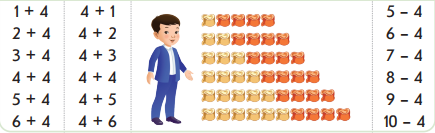 1 + 4 4 + 1 5 – 4
2 + 4 4 + 2 6 – 4
3 + 4 4 + 3 7 – 4
4 + 4 4 + 4 8 – 4
5 + 4 4 + 5 9 – 4
6 + 4 4 + 6 10 – 4